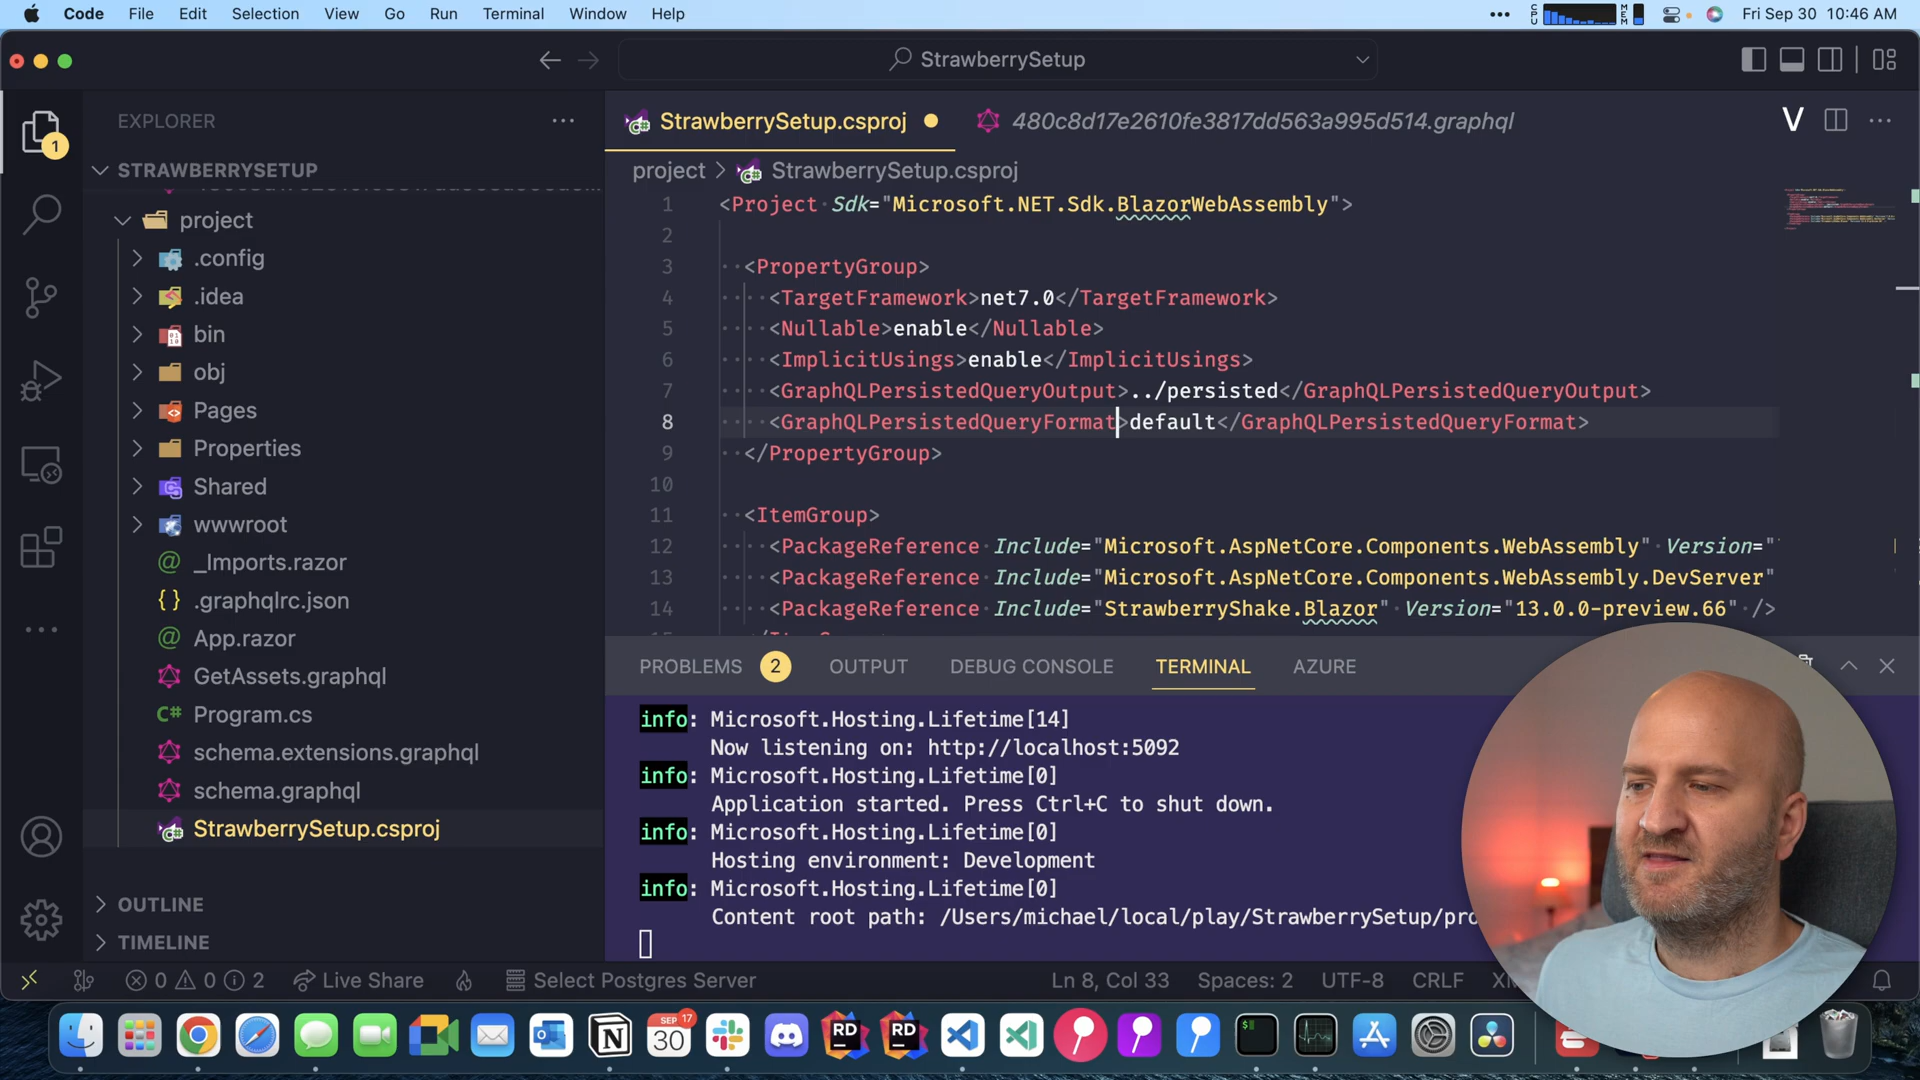 Code File Edit Selection View Go Run Terminal Window Help
CPU MEM Fri Sep 30 10:46 AM
StrawberrySetup
EXPLORER
1
STRAWBERRYSETUP
project
.config
.idea
bin
obj
Pages
Properties
Shared
wwwroot
_Imports.razor
.graphqlrc.json
App.razor
GetAssets.graphql
Program.cs
schema.extensions.graphql
schema.graphql
StrawberrySetup.csproj
OUTLINE
TIMELINE
StrawberrySetup.csproj 480c8d17e2610fe3817dd563a995d514.graphql
project > StrawberrySetup.csproj
1 <Project Sdk="Microsoft.NET.Sdk.BlazorWebAssembly">
2
3 <PropertyGroup>
4 <TargetFramework>net7.0</TargetFramework>
5 <Nullable>enable</Nullable>
6 <ImplicitUsings>enable</ImplicitUsings>
7 <GraphQLPersistedQueryOutput>../persisted</GraphQLPersistedQueryOutput>
8 <GraphQLPersistedQueryFormat>default</GraphQLPersistedQueryFormat>
9 </PropertyGroup>
10
11 <ItemGroup>
12 <PackageReference Include="Microsoft.AspNetCore.Components.WebAssembly" Version="
13 <PackageReference Include="Microsoft.AspNetCore.Components.WebAssembly.DevServer"
14 <PackageReference Include="StrawberryShake.Blazor" Version="13.0.0-preview.66" />
PROBLEMS 2 OUTPUT DEBUG CONSOLE TERMINAL AZURE
info: Microsoft.Hosting.Lifetime[14]
Now listening on: http://localhost:5092
info: Microsoft.Hosting.Lifetime[0]
Application started. Press Ctrl+C to shut down.
info: Microsoft.Hosting.Lifetime[0]
Hosting environment: Development
info: Microsoft.Hosting.Lifetime[0]
Content root path: /Users/michael/local/play/StrawberrySetup/pro
0 0 2 Live Share Select Postgres Server Ln 8, Col 33 Spaces: 2 UTF-8 CRLF
SEP 17
30
RD
RD